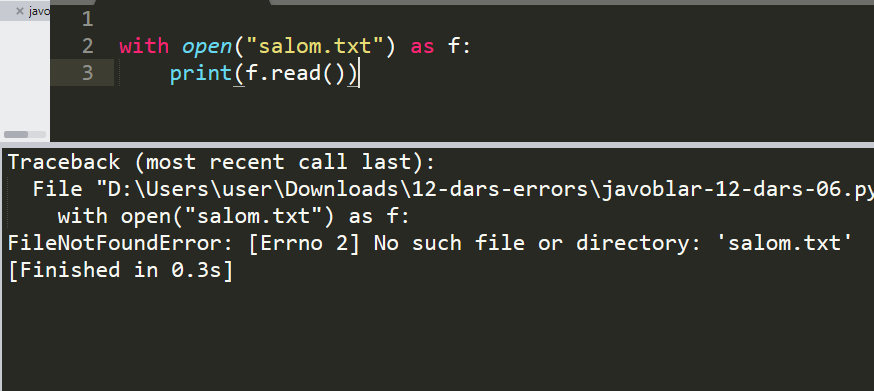 javo
1
2 with open("salom.txt") as f:
3 print(f.read())
Traceback (most recent call last):
File "D:\Users\user\Downloads\12-dars-errors\javoblar-12-dars-06.py
with open("salom.txt") as f:
FileNotFoundError: [Errno 2] No such file or directory: 'salom.txt'
[Finished in 0.3s]